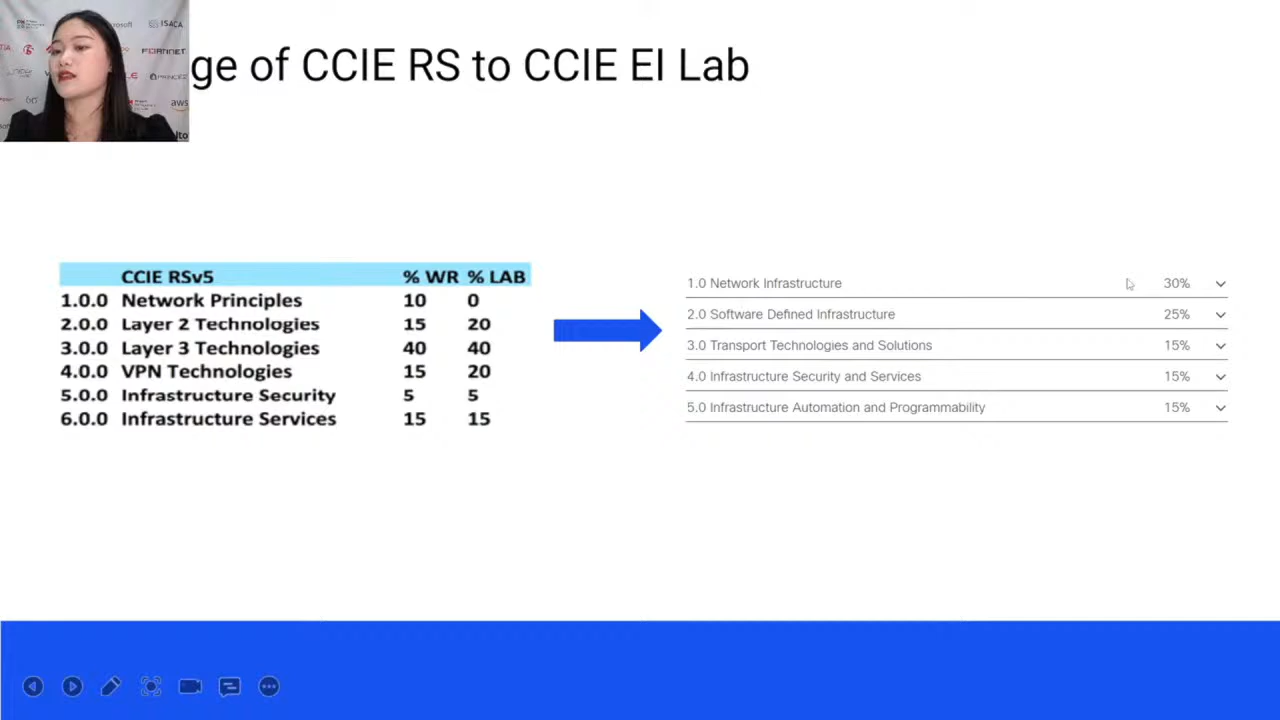 ge of CCIE RS to CCIE EI Lab
ISACA
FORTINET
PRINCE2
aws
CCIE RSv5 % WR % LAB
1.0.0 Network Principles 10 0
2.0.0 Layer 2 Technologies 15 20
3.0.0 Layer 3 Technologies 40 40
4.0.0 VPN Technologies 15 20
5.0.0 Infrastructure Security 5 5
6.0.0 Infrastructure Services 15 15
1.0 Network Infrastructure 30%
2.0 Software Defined Infrastructure 25%
3.0 Transport Technologies and Solutions 15%
4.0 Infrastructure Security and Services 15%
5.0 Infrastructure Automation and Programmability 15%